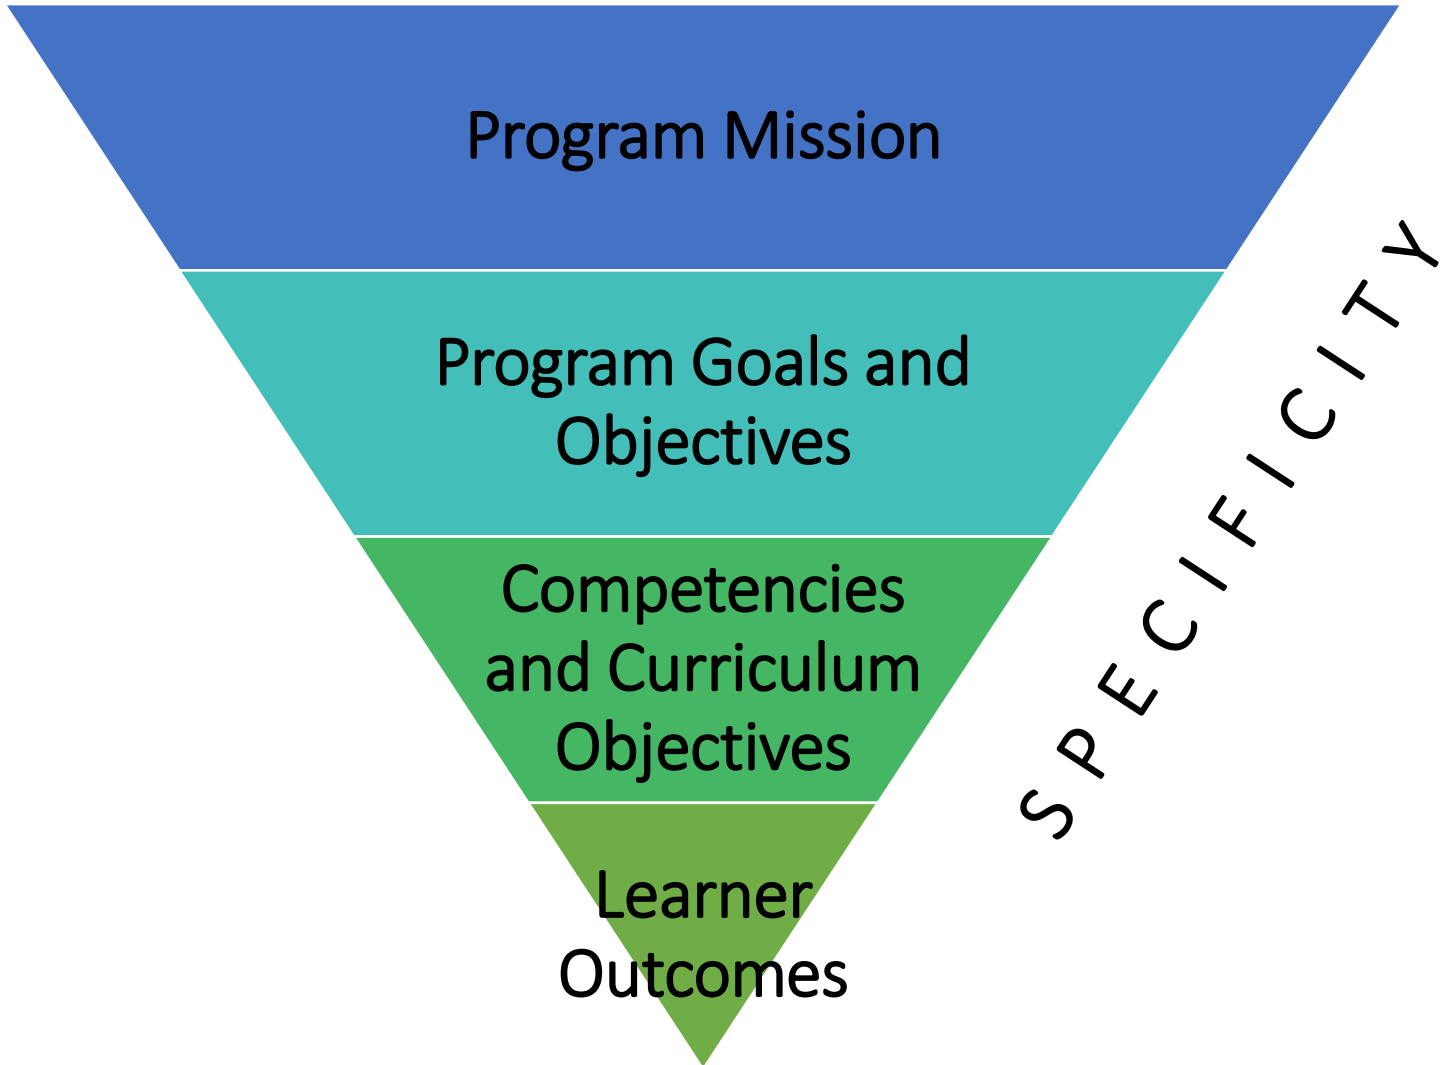 Program Mission
Program Goals and
Objectives
Competencies
and Curriculum
Objectives
Learner
Outcomes
SPECIFICITY